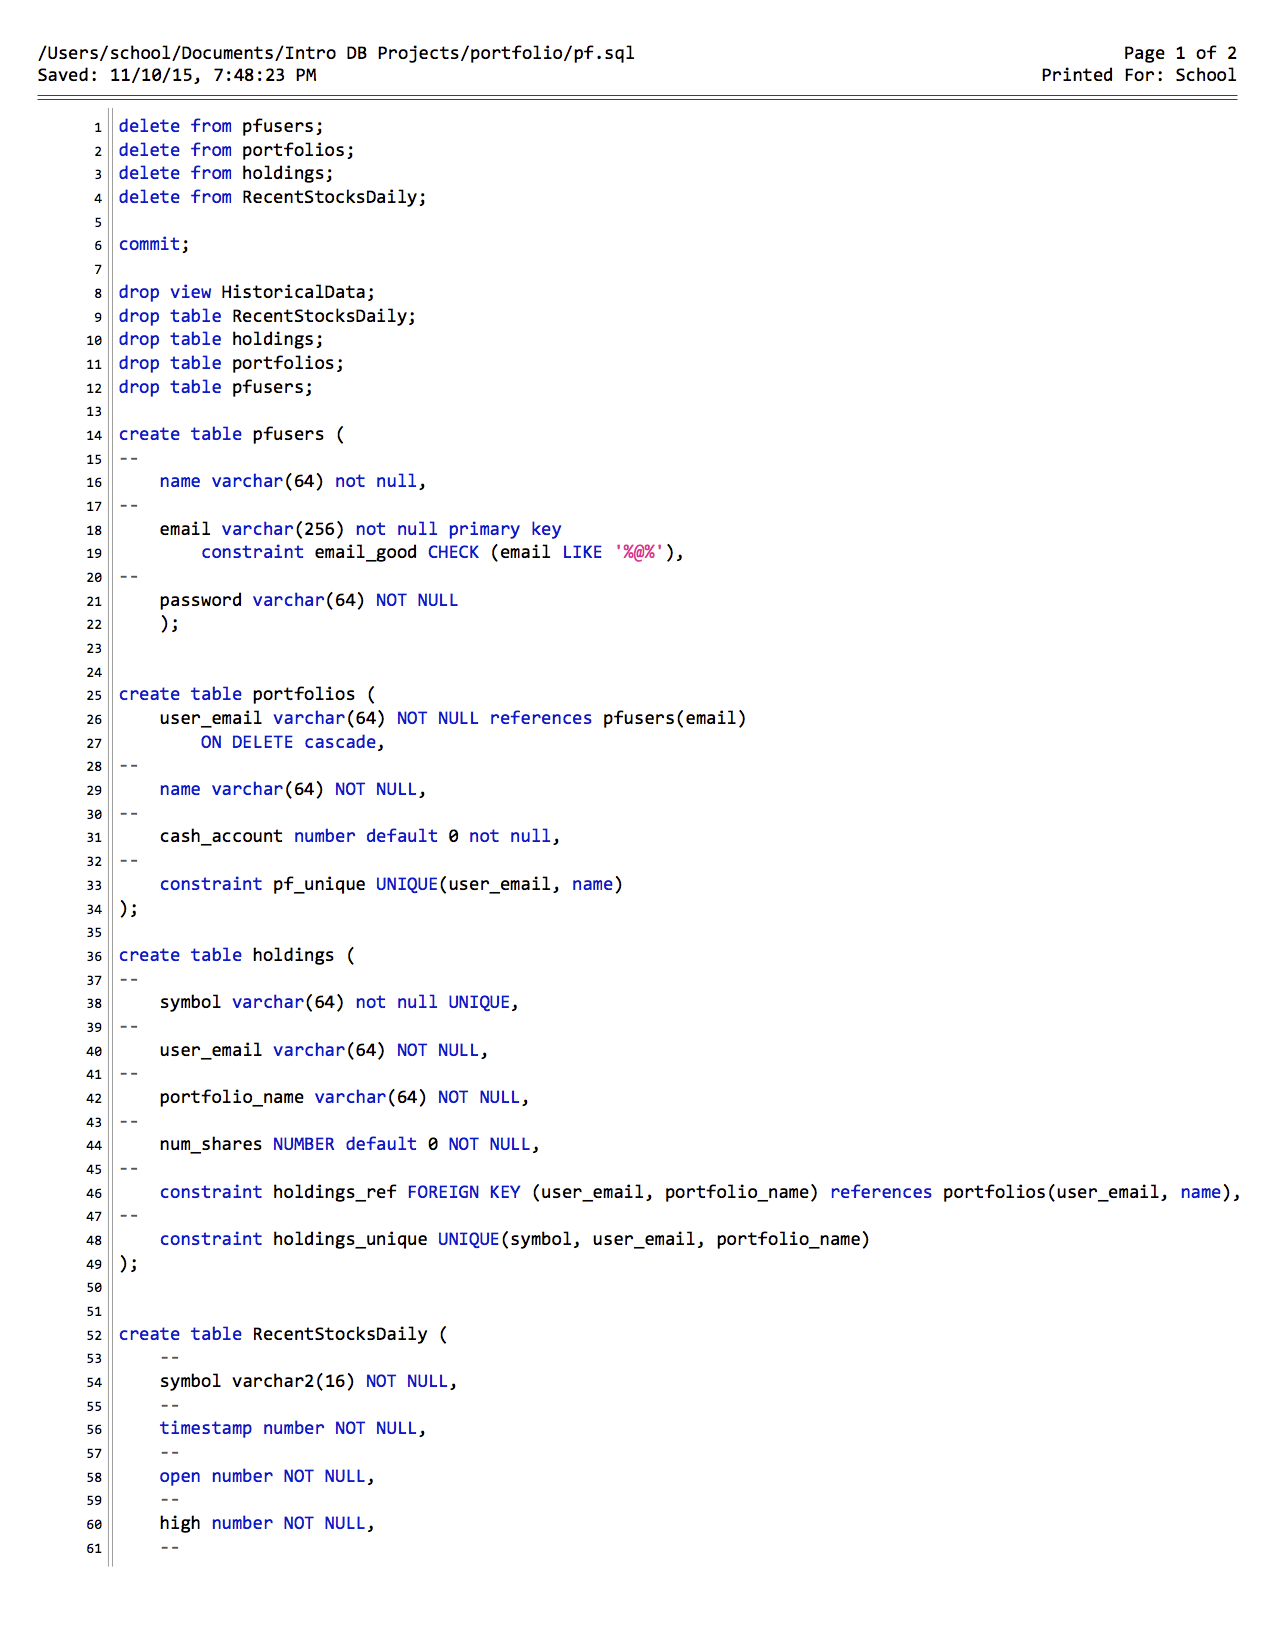 /Users/school/Documents/Intro DB Projects/portfolio/pf.sql Page 1 of 2
Saved: 11/10/15, 7:48:23 PM Printed For: School
1 delete from pfusers;
2 delete from portfolios;
3 delete from holdings;
4 delete from RecentStocksDaily;
5
6 commit;
7
8 drop view HistoricalData;
9 drop table RecentStocksDaily;
10 drop table holdings;
11 drop table portfolios;
12 drop table pfusers;
13
14 create table pfusers (
15 --
16     name varchar(64) not null,
17 --
18     email varchar(256) not null primary key
19         constraint email_good CHECK (email LIKE '%@%'),
20 --
21     password varchar(64) NOT NULL
22     );
23
24
25 create table portfolios (
26     user_email varchar(64) NOT NULL references pfusers(email)
27         ON DELETE cascade,
28 --
29     name varchar(64) NOT NULL,
30 --
31     cash_account number default 0 not null,
32 --
33     constraint pf_unique UNIQUE(user_email, name)
34 );
35
36 create table holdings (
37 --
38     symbol varchar(64) not null UNIQUE,
39 --
40     user_email varchar(64) NOT NULL,
41 --
42     portfolio_name varchar(64) NOT NULL,
43 --
44     num_shares NUMBER default 0 NOT NULL,
45 --
46     constraint holdings_ref FOREIGN KEY (user_email, portfolio_name) references portfolios(user_email, name),
47 --
48     constraint holdings_unique UNIQUE(symbol, user_email, portfolio_name)
49 );
50
51
52 create table RecentStocksDaily (
53     --
54     symbol varchar2(16) NOT NULL,
55     --
56     timestamp number NOT NULL,
57     --
58     open number NOT NULL,
59     --
60     high number NOT NULL,
61     --